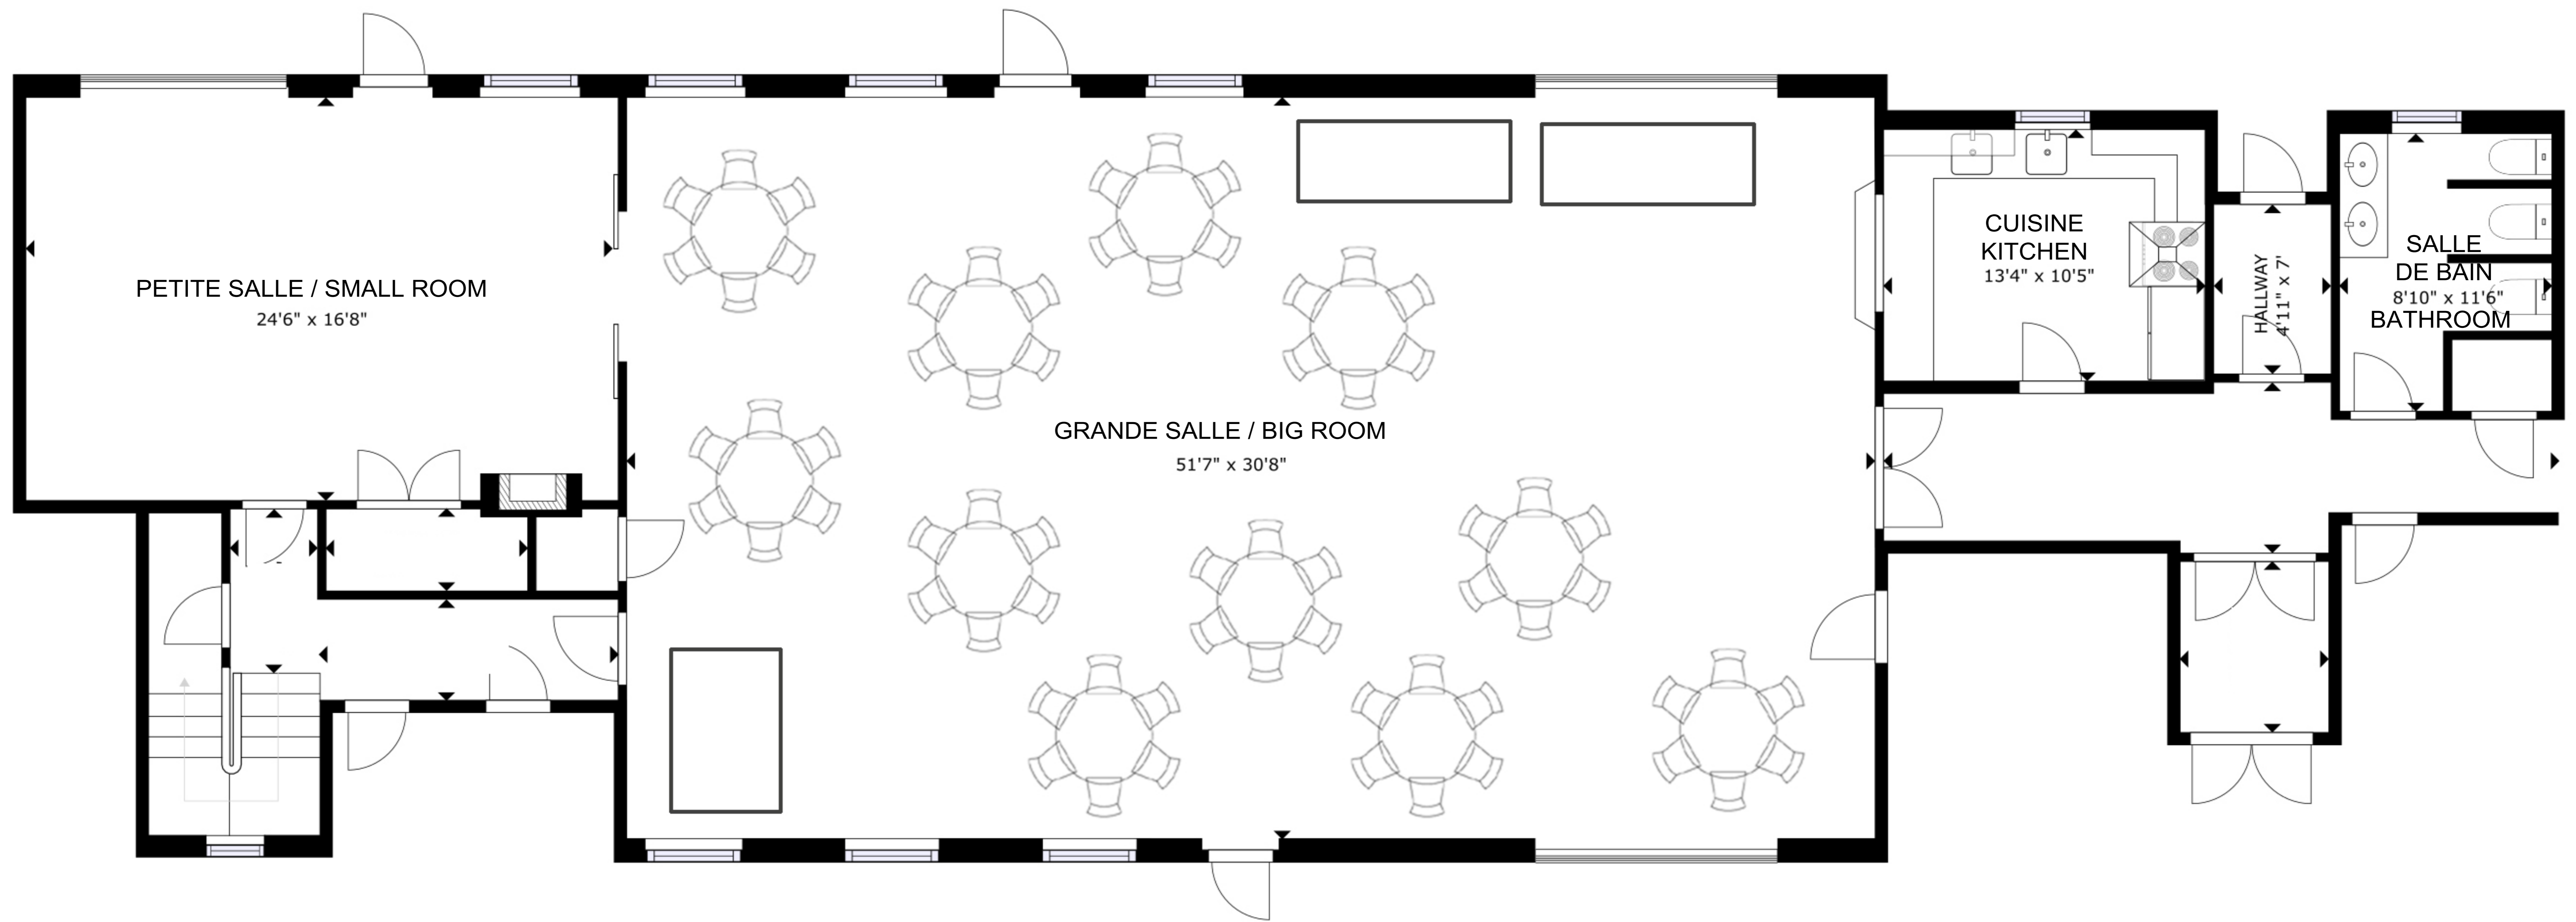 PETITE SALLE / SMALL ROOM
24'6" x 16'8"
GRANDE SALLE / BIG ROOM
51'7" x 30'8"
CUISINE
KITCHEN
13'4" x 10'5"
HALLWAY
4'11" x 7'
SALLE
DE BAIN
8'10" x 11'6"
BATHROOM